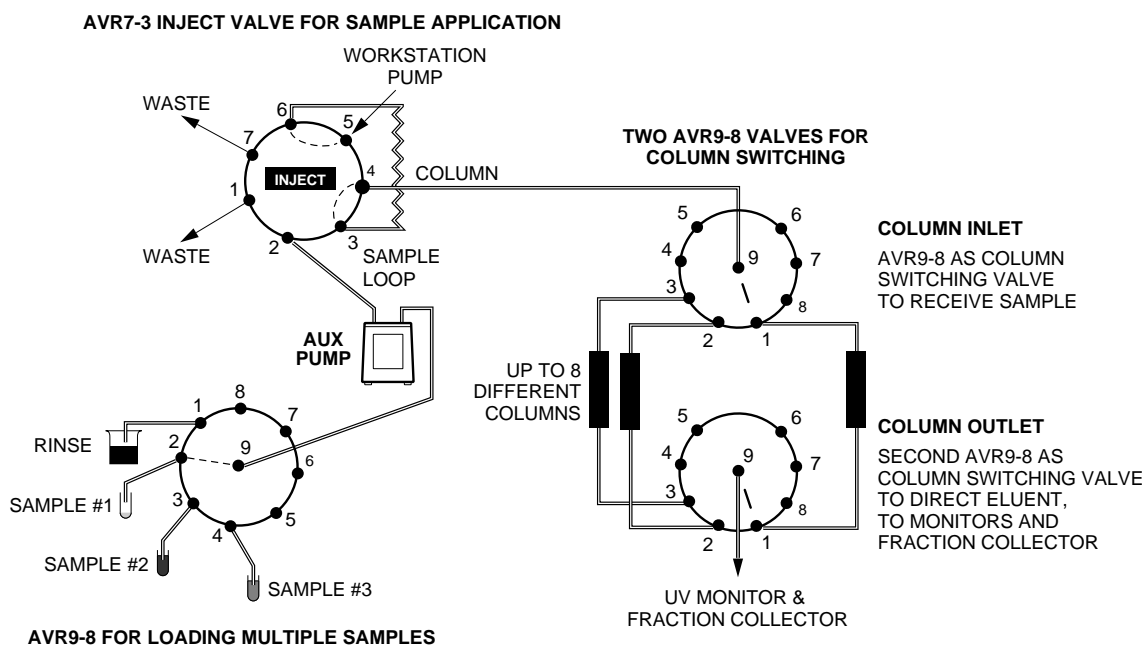 AVR7-3 INJECT VALVE FOR SAMPLE APPLICATION
WORKSTATION
PUMP
WASTE
6
5
7
4
INJECT
COLUMN
1
2
3
WASTE
SAMPLE
LOOP
AUX
PUMP
8
1
7
RINSE
2
9
6
SAMPLE #1
3
5
4
SAMPLE #2
SAMPLE #3
AVR9-8 FOR LOADING MULTIPLE SAMPLES
TWO AVR9-8 VALVES FOR
COLUMN SWITCHING
5
6
4
9
7
3
8
2
1
COLUMN INLET
AVR9-8 AS COLUMN
SWITCHING VALVE
TO RECEIVE SAMPLE
UP TO 8
DIFFERENT
COLUMNS
5
6
4
9
7
3
8
2
1
COLUMN OUTLET
SECOND AVR9-8 AS
COLUMN SWITCHING VALVE
TO DIRECT ELUENT,
TO MONITORS AND
FRACTION COLLECTOR
UV MONITOR &
FRACTION COLLECTOR